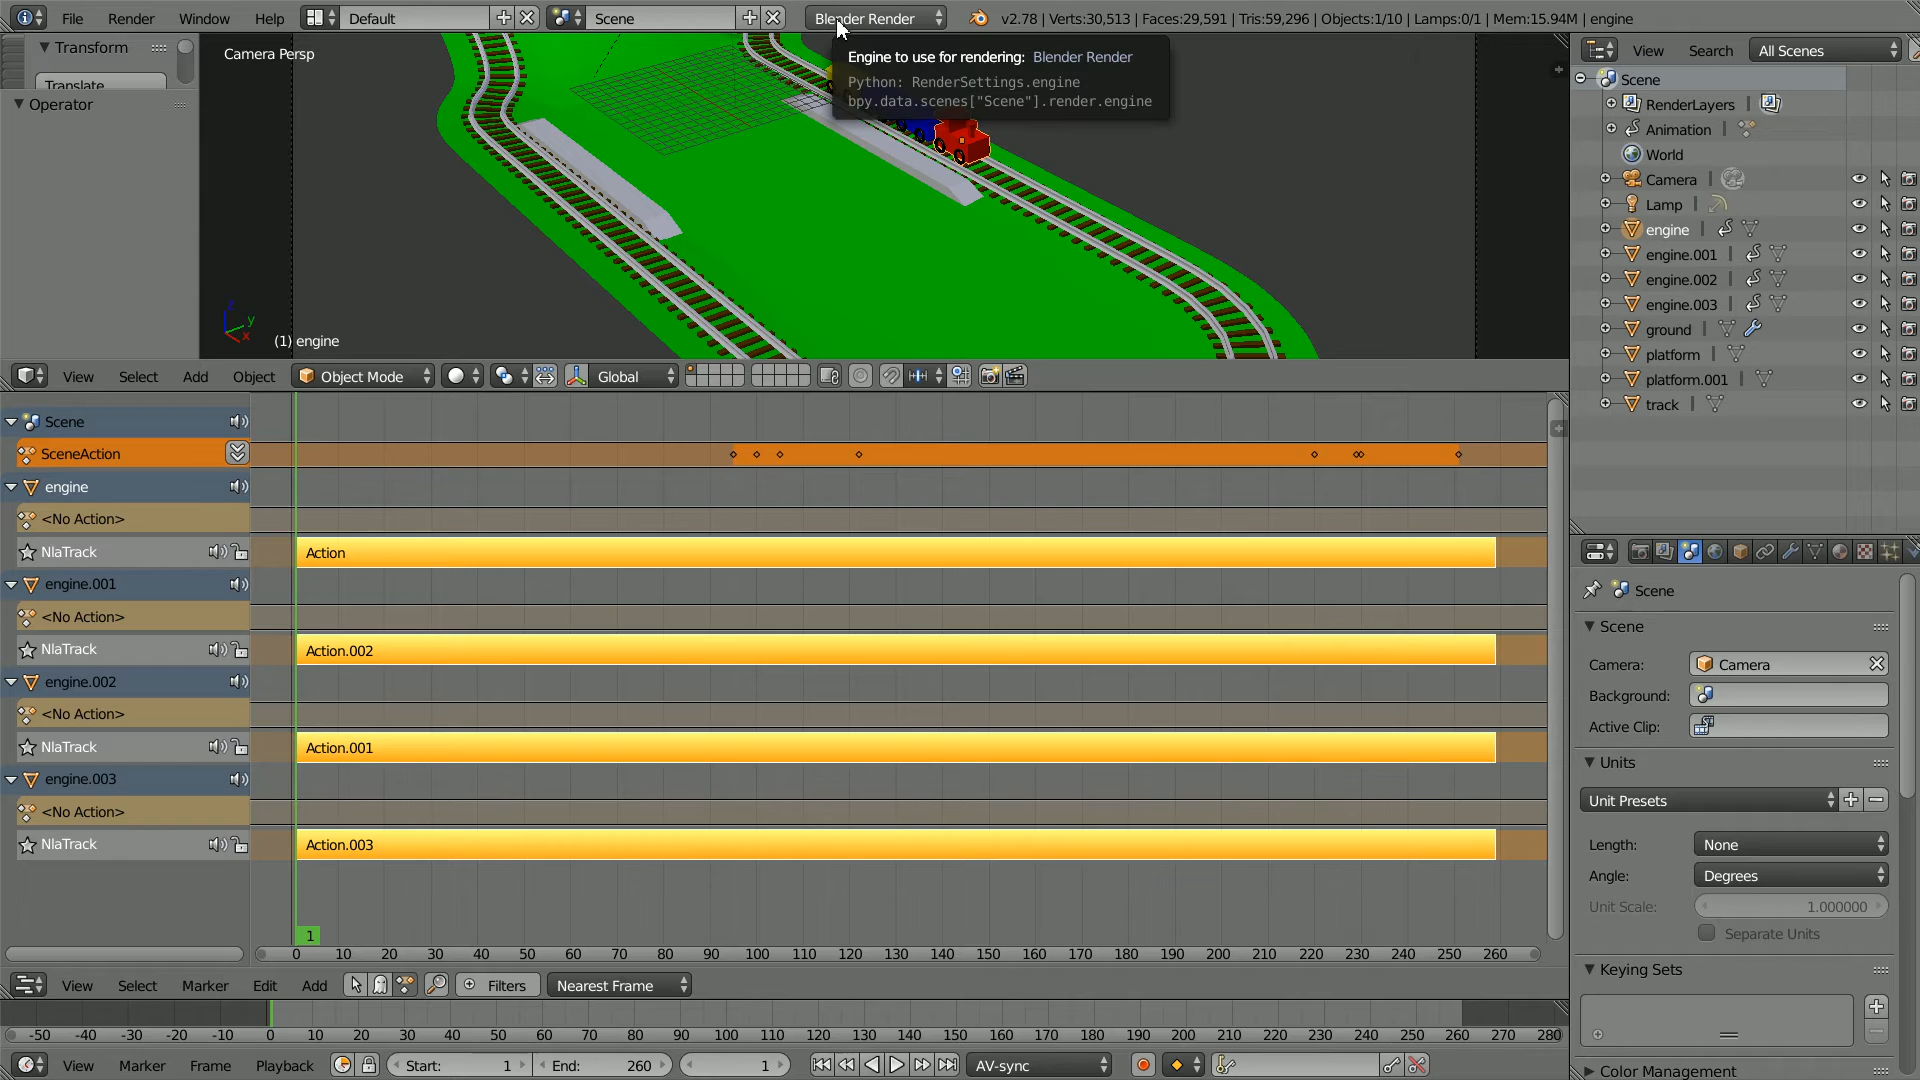 File Render Window Help Default Scene Blender Render v2.78 | Verts:30,513 | Faces:29,591 | Tris:59,296 | Objects:1/10 | Lamps:0/1 | Mem:15.94M | engine
Transform
Translate
Operator
Camera Persp
Engine to use for rendering: Blender Render
Python: RenderSettings.engine
bpy.data.scenes["Scene"].render.engine
z
y
x
(1) engine
View Select Add Object Object Mode Global
View Search All Scenes
Scene
RenderLayers |
Animation |
World
Camera |
Lamp |
engine |
engine.001 |
engine.002 |
engine.003 |
ground |
platform |
platform.001 |
track |
Scene
SceneAction
engine
<No Action>
NlaTrack Action
engine.001
<No Action>
NlaTrack Action.002
engine.002
<No Action>
NlaTrack Action.001
engine.003
<No Action>
NlaTrack Action.003
1
0 10 20 30 40 50 60 70 80 90 100 110 120 130 140 150 160 170 180 190 200 210 220 230 240 250 260
View Select Marker Edit Add Filters Nearest Frame
-50 -40 -30 -20 -10 0 10 20 30 40 50 60 70 80 90 100 110 120 130 140 150 160 170 180 190 200 210 220 230 240 250 260 270 280
View Marker Frame Playback Start: 1 End: 260 1 AV-sync
Scene
Scene
Camera: Camera
Background:
Active Clip:
Units
Unit Presets
Length: None
Angle: Degrees
Unit Scale: 1.000000
Separate Units
Keying Sets
Color Management